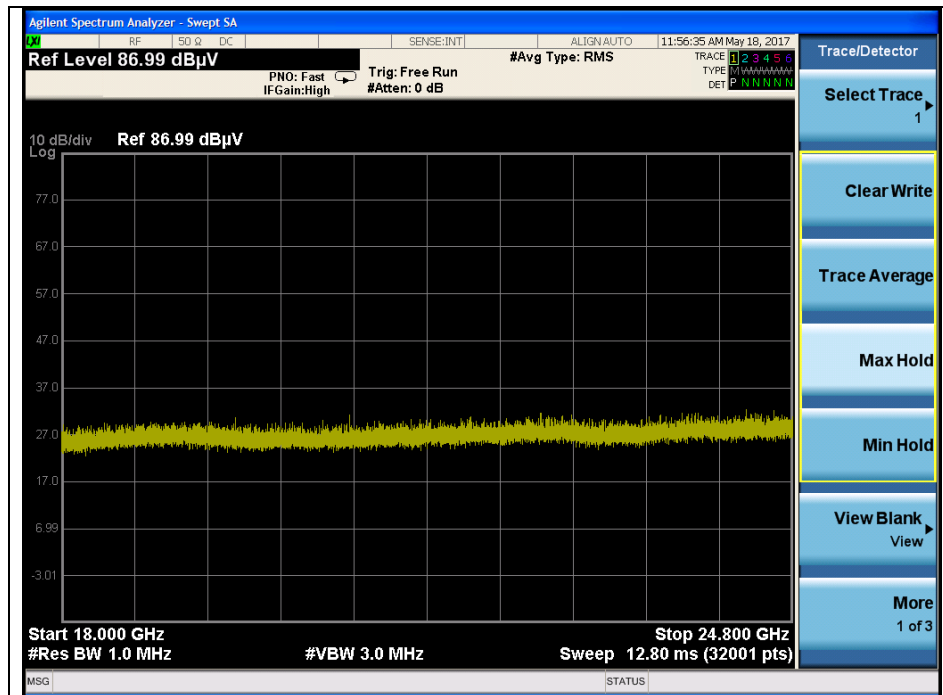 Agilent Spectrum Analyzer - Swept SA
LXI RF 50 Ω DC SENSE:INT ALIGN AUTO 11:56:35 AM May 18, 2017
Ref Level 86.99 dBµV
PNO: Fast
IFGain:High
Trig: Free Run
#Atten: 0 dB
#Avg Type: RMS
TRACE 1 2 3 4 5 6
TYPE M
DET P N N N N N
10 dB/div Ref 86.99 dBµV
Log
77.0
67.0
57.0
47.0
37.0
27.0
17.0
6.99
-3.01
Start 18.000 GHz Stop 24.800 GHz
#Res BW 1.0 MHz #VBW 3.0 MHz Sweep 12.80 ms (32001 pts)
MSG STATUS
Trace/Detector
Select Trace
1
Clear Write
Trace Average
Max Hold
Min Hold
View Blank
View
More
1 of 3